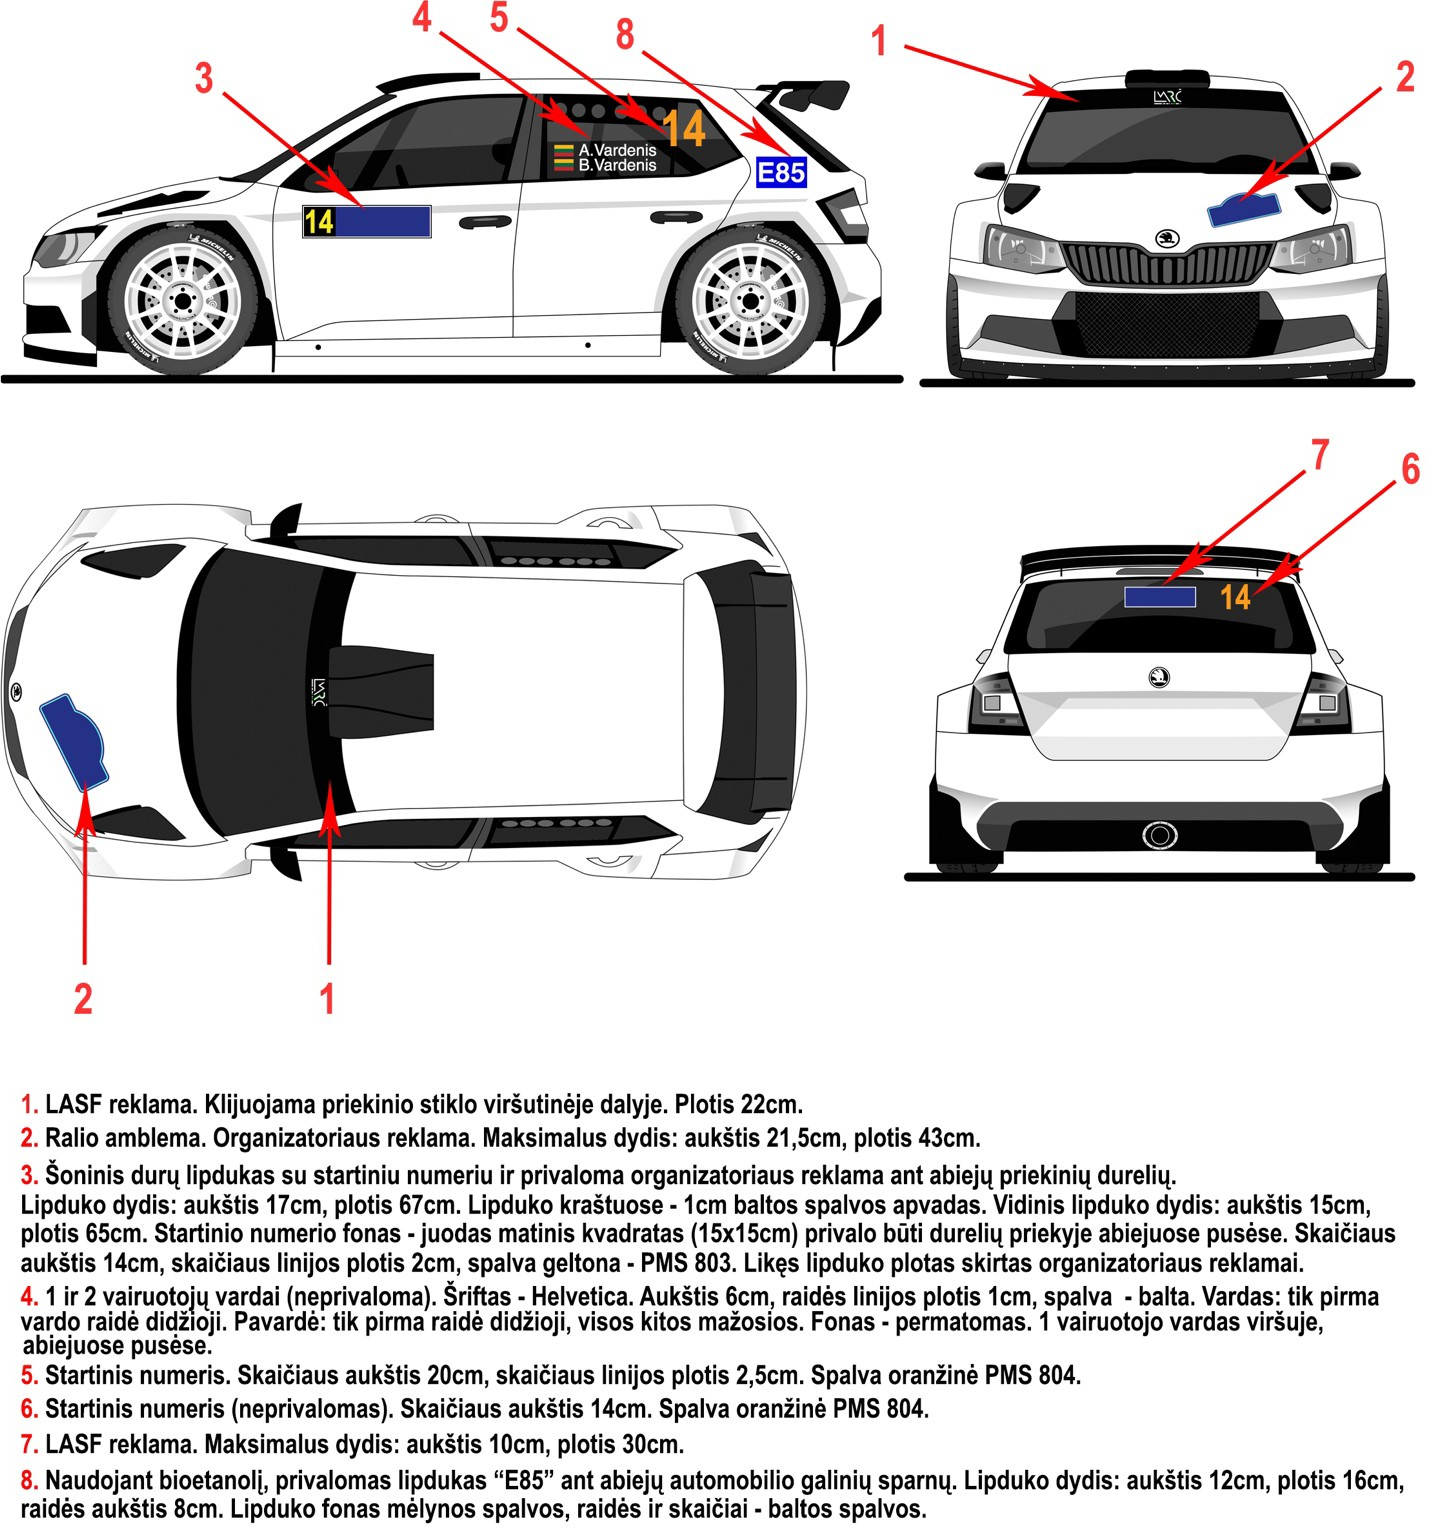 4
5
8
3
1
2
14
A.Vardenis
B.Vardenis
E85
14
MICHELIN
MICHELIN
MICHELIN
MICHELIN
LARC
7
6
14
LARC
2
1
1. LASF reklama. Klijuojama priekinio stiklo viršutinėje dalyje. Plotis 22cm.
2. Ralio amblema. Organizatoriaus reklama. Maksimalus dydis: aukštis 21,5cm, plotis 43cm.
3. Šoninis durų lipdukas su startiniu numeriu ir privaloma organizatoriaus reklama ant abiejų priekinių durelių.
Lipduko dydis: aukštis 17cm, plotis 67cm. Lipduko kraštuose - 1cm baltos spalvos apvadas. Vidinis lipduko dydis: aukštis 15cm,
plotis 65cm. Startinio numerio fonas - juodas matinis kvadratas (15x15cm) privalo būti durelių priekyje abiejuose pusėse. Skaičiaus
aukštis 14cm, skaičiaus linijos plotis 2cm, spalva geltona - PMS 803. Likęs lipduko plotas skirtas organizatoriaus reklamai.
4. 1 ir 2 vairuotojų vardai (neprivaloma). Šriftas - Helvetica. Aukštis 6cm, raidės linijos plotis 1cm, spalva - balta. Vardas: tik pirma
vardo raidė didžioji. Pavardė: tik pirma raidė didžioji, visos kitos mažosios. Fonas - permatomas. 1 vairuotojo vardas viršuje,
abiejuose pusėse.
5. Startinis numeris. Skaičiaus aukštis 20cm, skaičiaus linijos plotis 2,5cm. Spalva oranžinė PMS 804.
6. Startinis numeris (neprivalomas). Skaičiaus aukštis 14cm. Spalva oranžinė PMS 804.
7. LASF reklama. Maksimalus dydis: aukštis 10cm, plotis 30cm.
8. Naudojant bioetanolį, privalomas lipdukas “E85” ant abiejų automobilio galinių sparnų. Lipduko dydis: aukštis 12cm, plotis 16cm,
raidės aukštis 8cm. Lipduko fonas mėlynos spalvos, raidės ir skaičiai - baltos spalvos.